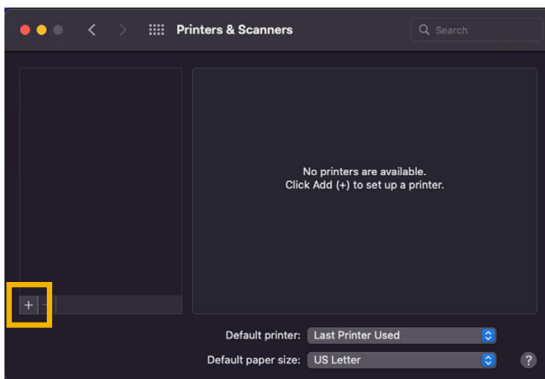 Printers & Scanners
Search
No printers are available.
Click Add (+) to set up a printer.
+ −
Default printer: Last Printer Used
Default paper size: US Letter
?